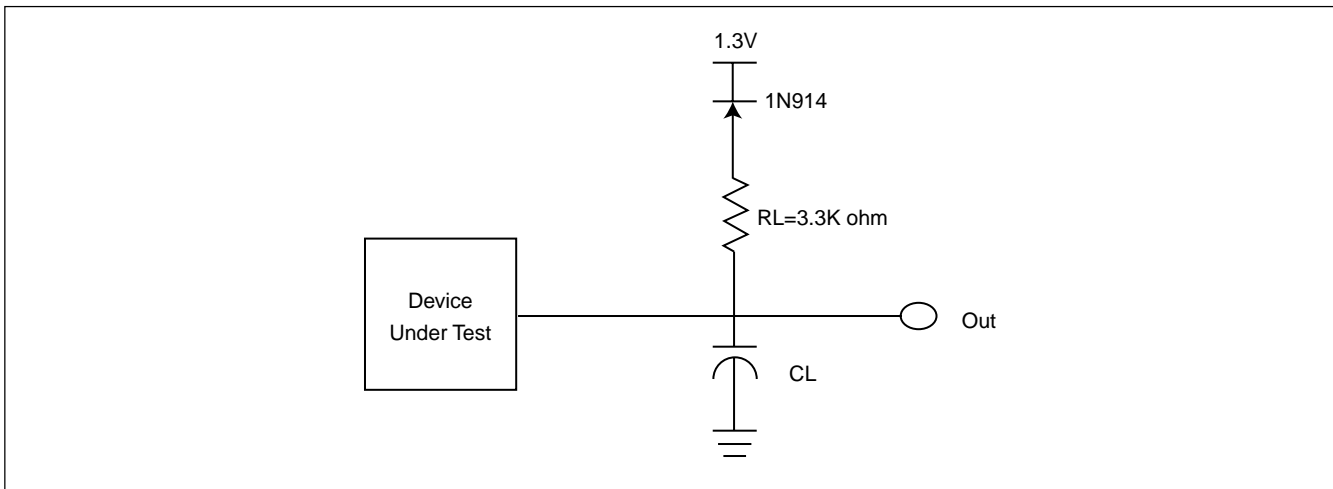 1.3V
1N914
RL=3.3K ohm
Device
Under Test
Out
CL